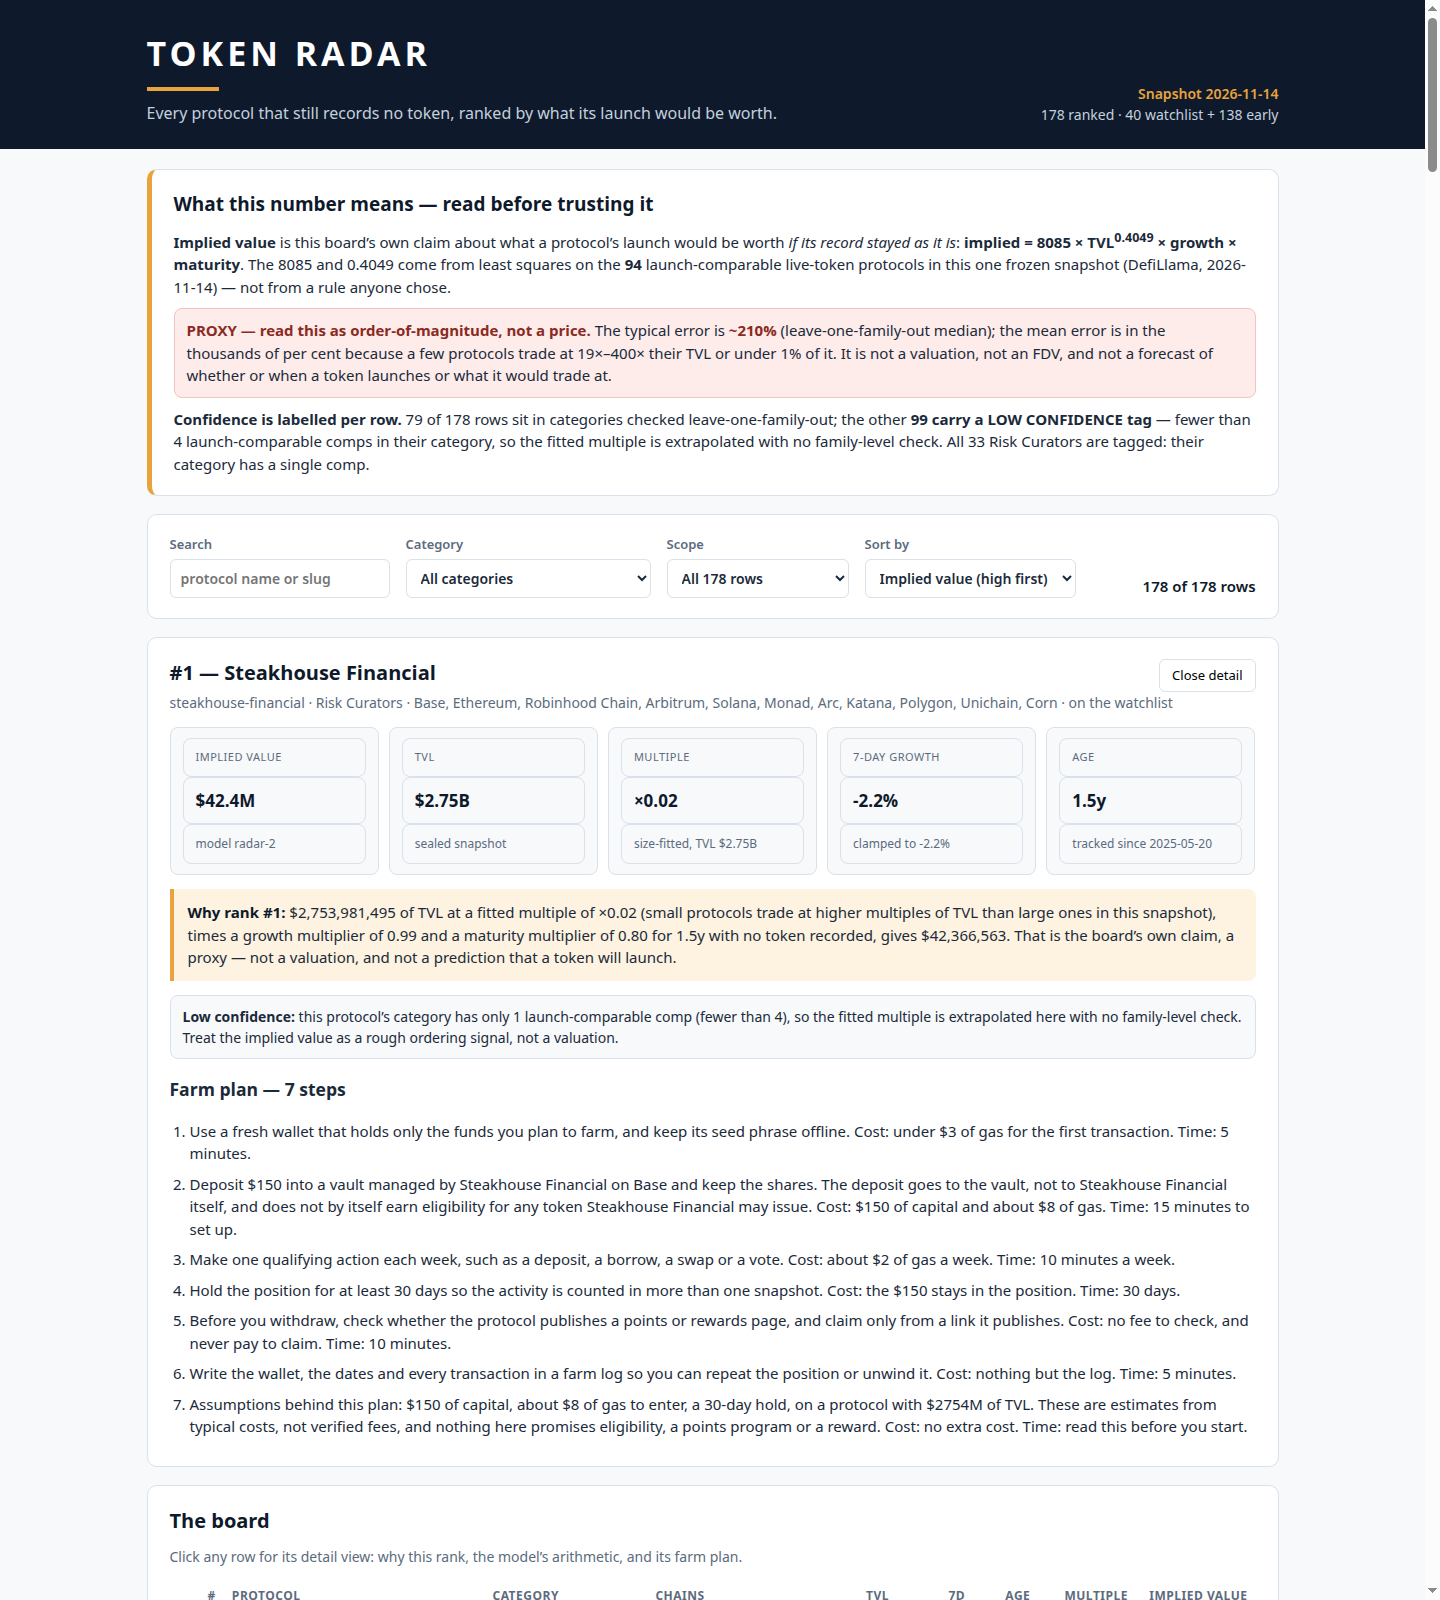 TOKEN RADAR
Every protocol that still records no token, ranked by what its launch would be worth.
Snapshot 2026-11-14
178 ranked · 40 watchlist + 138 early
What this number means — read before trusting it
Implied value is this board’s own claim about what a protocol’s launch would be worth if its record stayed as it is: implied = 8085 × TVL^0.4049 × growth ×
maturity. The 8085 and 0.4049 come from least squares on the 94 launch-comparable live-token protocols in this one frozen snapshot (DefiLlama, 2026-
11-14) — not from a rule anyone chose.
PROXY — read this as order-of-magnitude, not a price. The typical error is ~210% (leave-one-family-out median); the mean error is in the
thousands of per cent because a few protocols trade at 19×–400× their TVL or under 1% of it. It is not a valuation, not an FDV, and not a forecast of
whether or when a token launches or what it would trade at.
Confidence is labelled per row. 79 of 178 rows sit in categories checked leave-one-family-out; the other 99 carry a LOW CONFIDENCE tag — fewer than
4 launch-comparable comps in their category, so the fitted multiple is extrapolated with no family-level check. All 33 Risk Curators are tagged: their
category has a single comp.
Search
Category
Scope
Sort by
protocol name or slug
All categories
All 178 rows
Implied value (high first)
178 of 178 rows
#1 — Steakhouse Financial
Close detail
steakhouse-financial · Risk Curators · Base, Ethereum, Robinhood Chain, Arbitrum, Solana, Monad, Arc, Katana, Polygon, Unichain, Corn · on the watchlist
IMPLIED VALUE
$42.4M
model radar-2
TVL
$2.75B
sealed snapshot
MULTIPLE
×0.02
size-fitted, TVL $2.75B
7-DAY GROWTH
-2.2%
clamped to -2.2%
AGE
1.5y
tracked since 2025-05-20
Why rank #1: $2,753,981,495 of TVL at a fitted multiple of ×0.02 (small protocols trade at higher multiples of TVL than large ones in this snapshot),
times a growth multiplier of 0.99 and a maturity multiplier of 0.80 for 1.5y with no token recorded, gives $42,366,563. That is the board’s own claim, a
proxy — not a valuation, and not a prediction that a token will launch.
Low confidence: this protocol’s category has only 1 launch-comparable comp (fewer than 4), so the fitted multiple is extrapolated here with no family-level check.
Treat the implied value as a rough ordering signal, not a valuation.
Farm plan — 7 steps
1. Use a fresh wallet that holds only the funds you plan to farm, and keep its seed phrase offline. Cost: under $3 of gas for the first transaction. Time: 5
minutes.
2. Deposit $150 into a vault managed by Steakhouse Financial on Base and keep the shares. The deposit goes to the vault, not to Steakhouse Financial
itself, and does not by itself earn eligibility for any token Steakhouse Financial may issue. Cost: $150 of capital and about $8 of gas. Time: 15 minutes to
set up.
3. Make one qualifying action each week, such as a deposit, a borrow, a swap or a vote. Cost: about $2 of gas a week. Time: 10 minutes a week.
4. Hold the position for at least 30 days so the activity is counted in more than one snapshot. Cost: the $150 stays in the position. Time: 30 days.
5. Before you withdraw, check whether the protocol publishes a points or rewards page, and claim only from a link it publishes. Cost: no fee to check, and
never pay to claim. Time: 10 minutes.
6. Write the wallet, the dates and every transaction in a farm log so you can repeat the position or unwind it. Cost: nothing but the log. Time: 5 minutes.
7. Assumptions behind this plan: $150 of capital, about $8 of gas to enter, a 30-day hold, on a protocol with $2754M of TVL. These are estimates from
typical costs, not verified fees, and nothing here promises eligibility, a points program or a reward. Cost: no extra cost. Time: read this before you start.
The board
Click any row for its detail view: why this rank, the model’s arithmetic, and its farm plan.
# PROTOCOL CATEGORY CHAINS TVL 7D AGE MULTIPLE IMPLIED VALUE